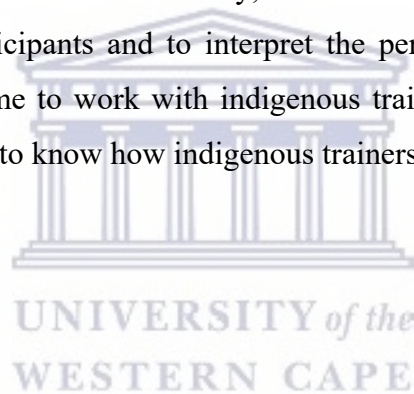 icipants and to interpret the per
me to work with indigenous trai
to know how indigenous trainers
UNIVERSITY of the
WESTERN CAPE